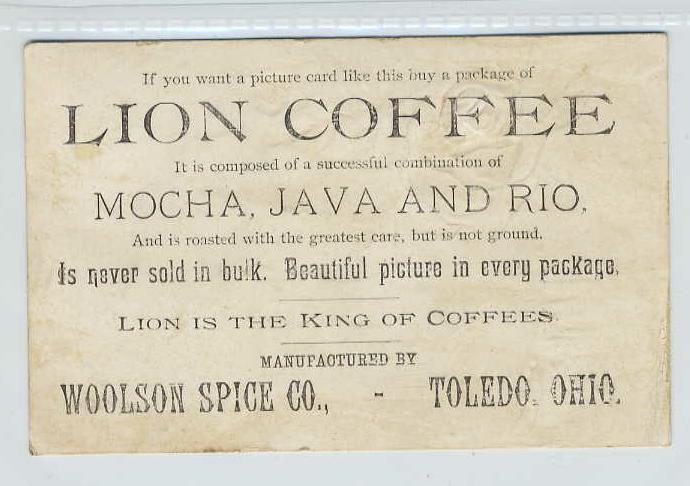 If you want a picture card like this buy a package of
LION COFFEE
It is composed of a successful combination of
MOCHA, JAVA AND RIO,
And is roasted with the greatest care, but is not ground.
Is never sold in bulk. Beautiful picture in every package.
LION IS THE KING OF COFFEES.
MANUFACTURED BY
WOOLSON SPICE CO., - TOLEDO, OHIO.